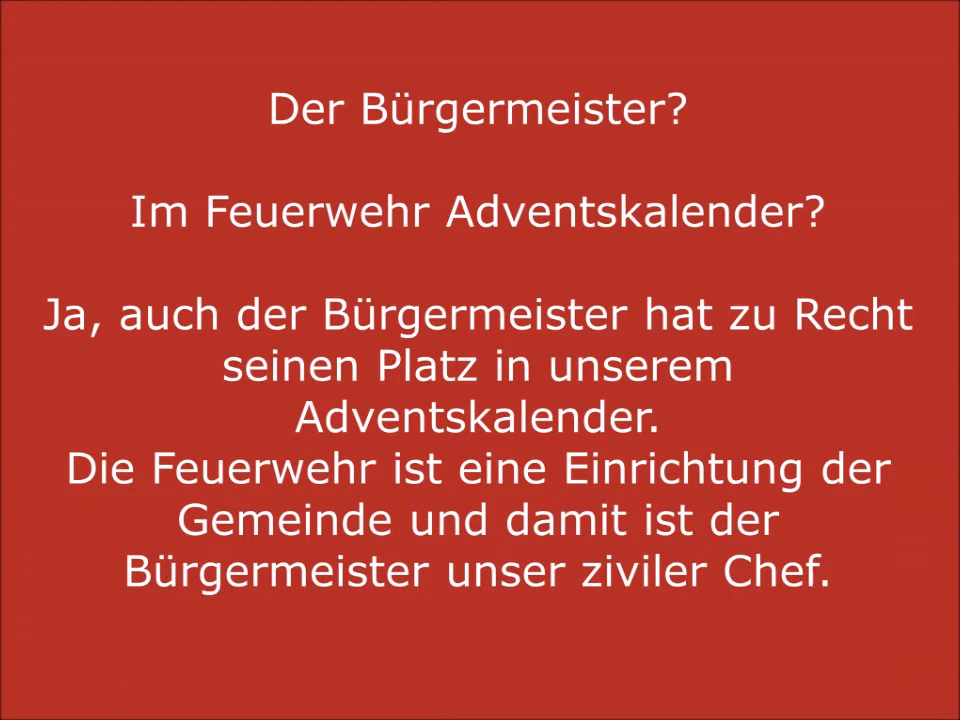 Der Bürgermeister?
Im Feuerwehr Adventskalender?
Ja, auch der Bürgermeister hat zu Recht
seinen Platz in unserem
Adventskalender.
Die Feuerwehr ist eine Einrichtung der
Gemeinde und damit ist der
Bürgermeister unser ziviler Chef.